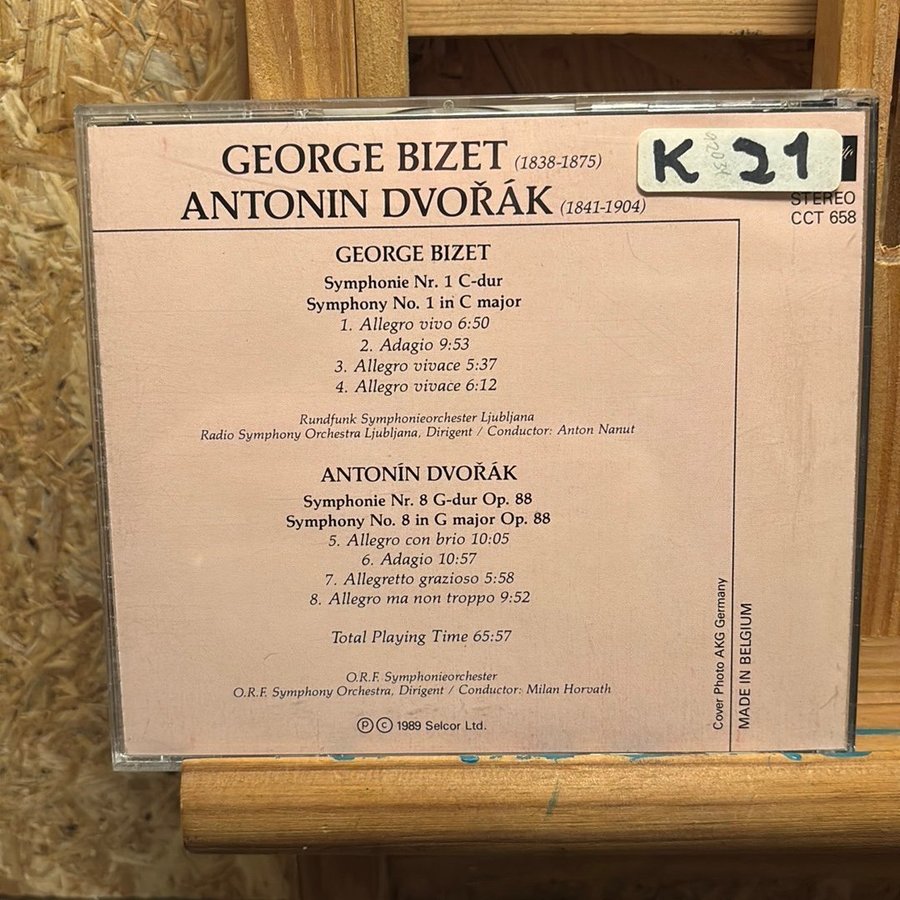 GEORGE BIZET (1838-1875)
ANTONIN DVOŘÁK (1841-1904)
K 21
STEREO
CCT 658
GEORGE BIZET
Symphonie Nr. 1 C-dur
Symphony No. 1 in C major
1. Allegro vivo 6:50
2. Adagio 9:53
3. Allegro vivace 5:37
4. Allegro vivace 6:12
Rundfunk Symphonieorchester Ljubljana
Radio Symphony Orchestra Ljubljana, Dirigent / Conductor: Anton Nanut
ANTONÍN DVOŘÁK
Symphonie Nr. 8 G-dur Op. 88
Symphony No. 8 in G major Op. 88
5. Allegro con brio 10:05
6. Adagio 10:57
7. Allegretto grazioso 5:58
8. Allegro ma non troppo 9:52
Total Playing Time 65:57
O.R.F. Symphonieorchester
O.R.F. Symphony Orchestra, Dirigent / Conductor: Milan Horvath
Ⓟ © 1989 Selcor Ltd.
Cover Photo AKG Germany
MADE IN BELGIUM